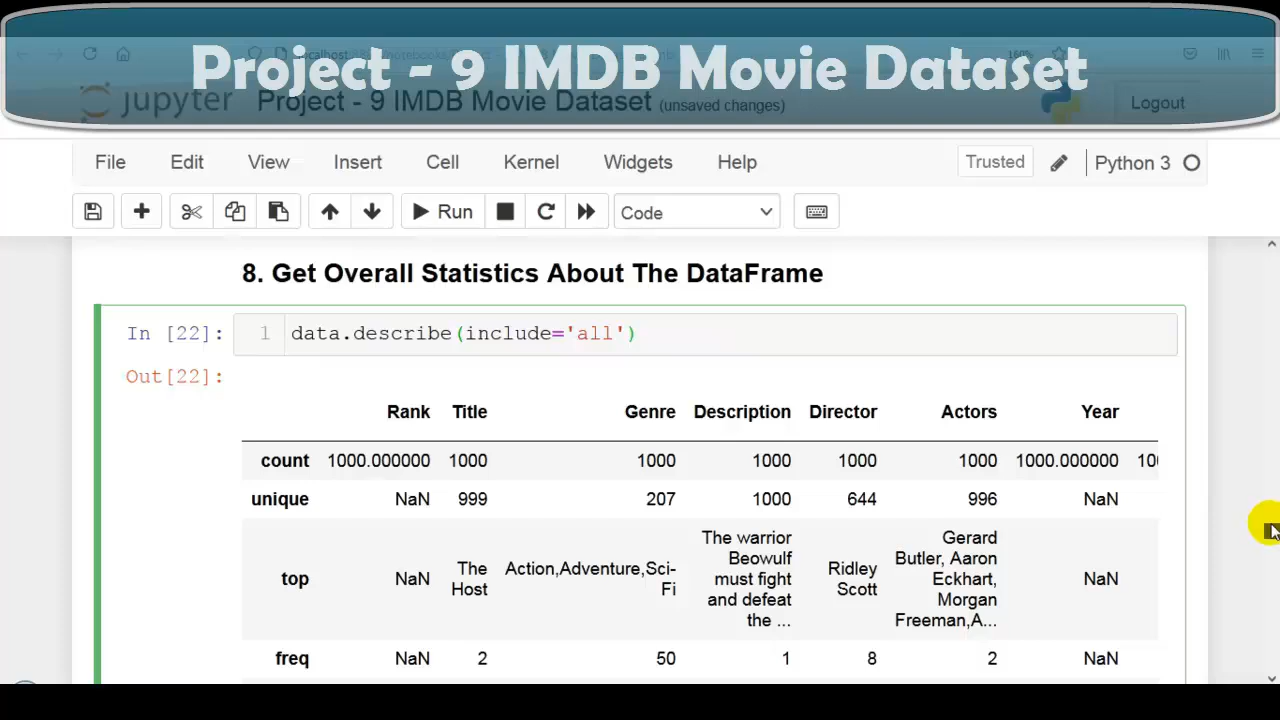 Project - 9 IMDB Movie Dataset
jupyter Project - 9 IMDB Movie Dataset (unsaved changes) Logout
File Edit View Insert Cell Kernel Widgets Help Trusted Python 3
Run Code
8. Get Overall Statistics About The DataFrame
In [22]: 1 data.describe(include='all')
Out[22]:
Rank Title Genre Description Director Actors Year
count 1000.000000 1000 1000 1000 1000 1000 1000.000000 10
unique NaN 999 207 1000 644 996 NaN
top NaN The Host Action,Adventure,Sci-Fi The warrior Beowulf must fight and defeat the ... Ridley Scott Gerard Butler, Aaron Eckhart, Morgan Freeman,A... NaN
freq NaN 2 50 1 8 2 NaN